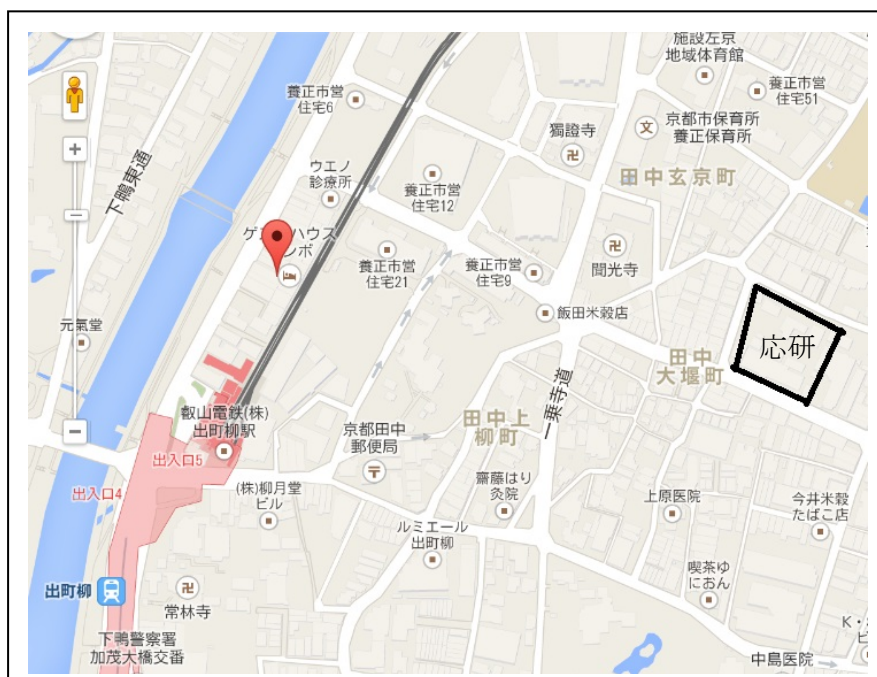 施設左京
地域体育館
養正市営
住宅6
養正市営
住宅51
京都市保育所
養正保育所
文
獨證寺
下鴨東通
ウエノ
診療所
養正市営
住宅12
田中玄京町
ゲス ハウス
ンボ
養正市営
住宅21
養正市営
住宅9
聞光寺
飯田米穀店
元氣堂
応研
田中
大堰町
一乗寺道
叡山電鉄(株)
出町柳駅
京都田中
郵便局
田中上
柳町
出入口5
出入口4
(株)柳月堂
ビル
齋藤はり
灸院
上原医院
今井米穀
たばこ店
ルミエール
出町柳
喫茶ゆ
におん
出町柳
常林寺
下鴨警察署
加茂大橋交番
中島医院
K・
ビ